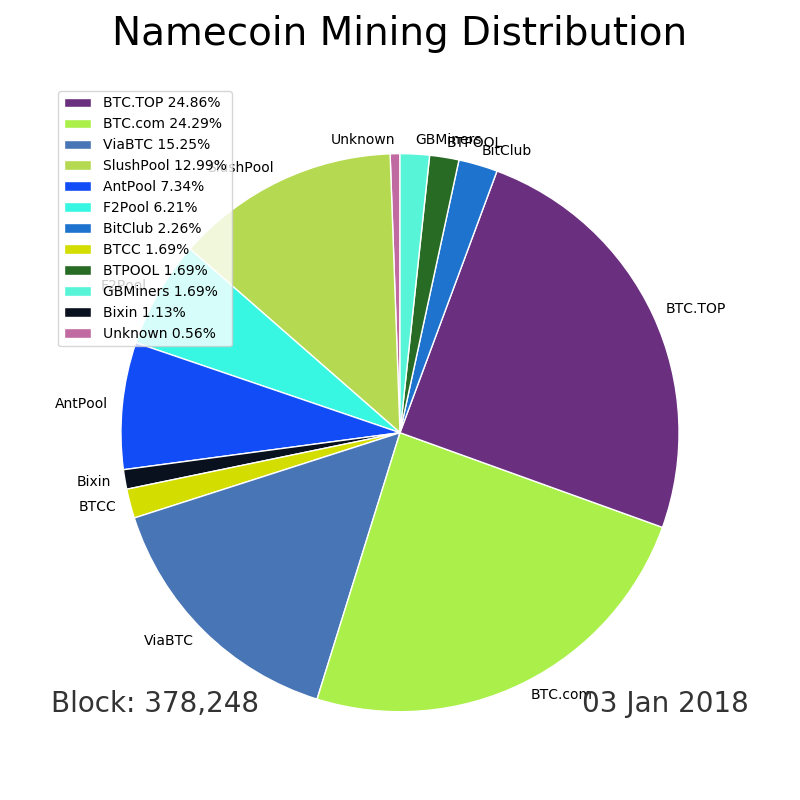 Namecoin Mining Distribution
BTC.TOP 24.86%
BTC.com 24.29%
ViaBTC 15.25%
SlushPool 12.99%
AntPool 7.34%
F2Pool 6.21%
BitClub 2.26%
BTCC 1.69%
BTPOOL 1.69%
GBMiners 1.69%
Bixin 1.13%
Unknown 0.56%
Unknown
GBMiners
BTPOOL
BitClub
SlushPool
F2Pool
BTC.TOP
AntPool
Bixin
BTCC
ViaBTC
BTC.com
Block: 378,248
03 Jan 2018